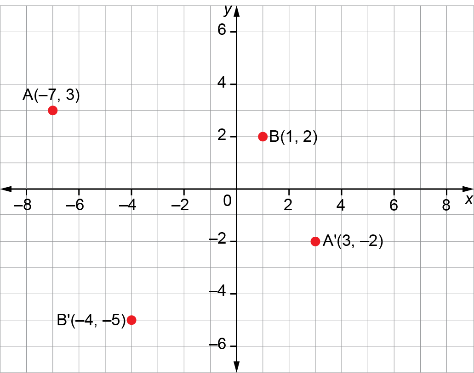 y
6
A(–7, 3)
4
2
B(1, 2)
–8 –6 –4 –2 0 2 4 6 8 x
–2
A'(3, –2)
–4
B'(–4, –5)
–6